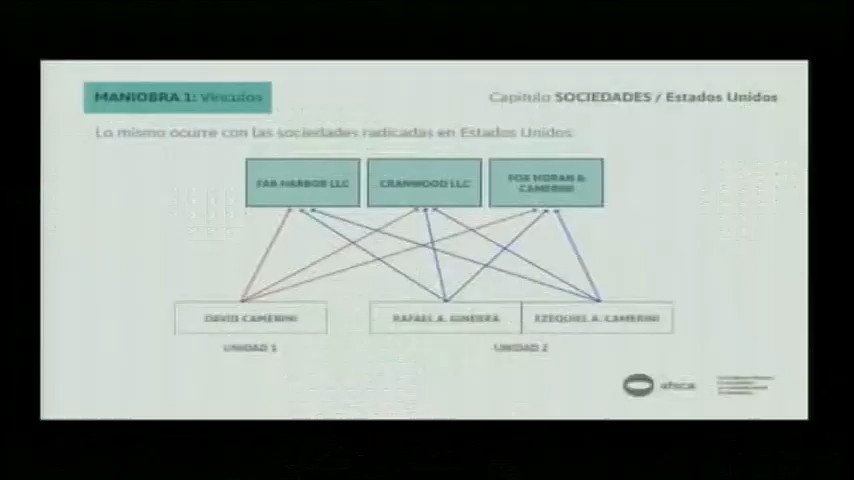 MANIOBRA 1: Vínculos
Capítulo SOCIEDADES / Estados Unidos
Lo mismo ocurre con las sociedades radicadas en Estados Unidos:
FAR HARBOR LLC
CRANWOOD LLC
FOX HORAN &
CAMERINI
DAVID CAMERINI
RAFAEL A. GINEBRA
EZEQUIEL A. CAMERINI
UNIDAD 1
UNIDAD 2
afsca